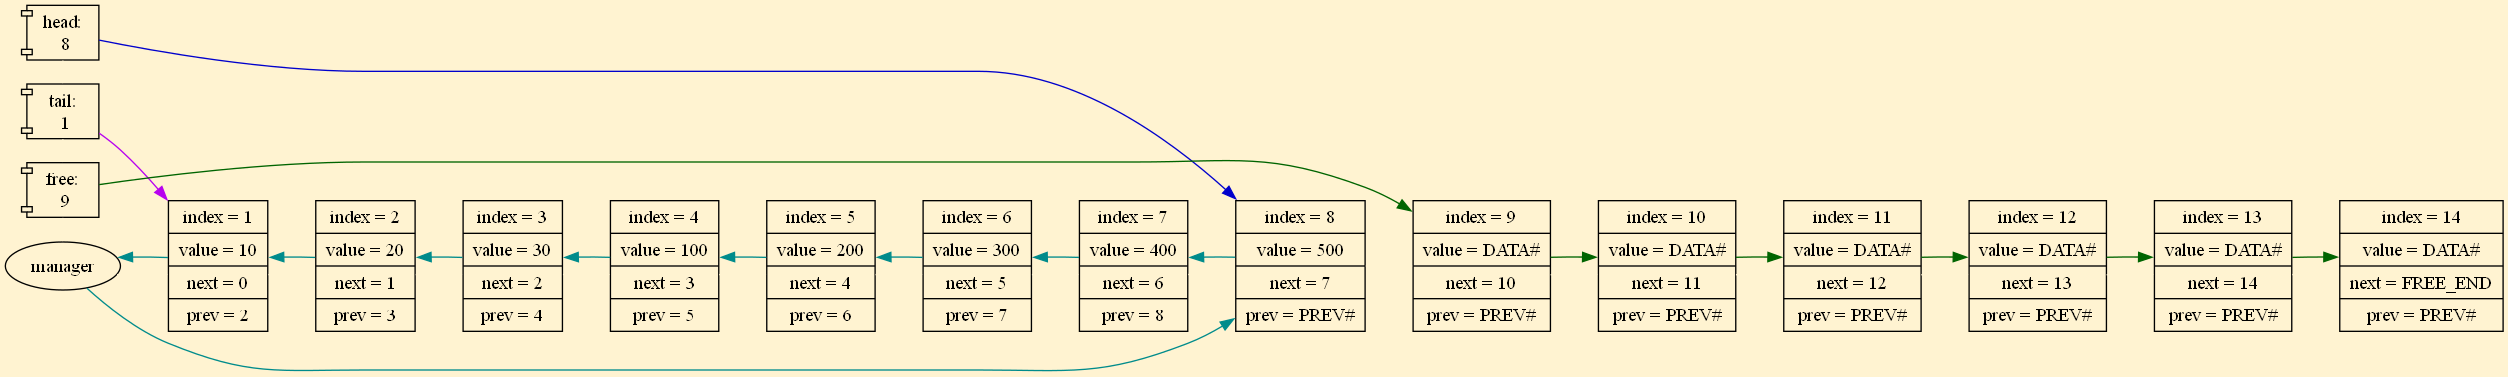 head:
8
tail:
1
free:
9
manager
index = 1
value = 10
next = 0
prev = 2
index = 2
value = 20
next = 1
prev = 3
index = 3
value = 30
next = 2
prev = 4
index = 4
value = 100
next = 3
prev = 5
index = 5
value = 200
next = 4
prev = 6
index = 6
value = 300
next = 5
prev = 7
index = 7
value = 400
next = 6
prev = 8
index = 8
value = 500
next = 7
prev = PREV#
index = 9
value = DATA#
next = 10
prev = PREV#
index = 10
value = DATA#
next = 11
prev = PREV#
index = 11
value = DATA#
next = 12
prev = PREV#
index = 12
value = DATA#
next = 13
prev = PREV#
index = 13
value = DATA#
next = 14
prev = PREV#
index = 14
value = DATA#
next = FREE_END
prev = PREV#